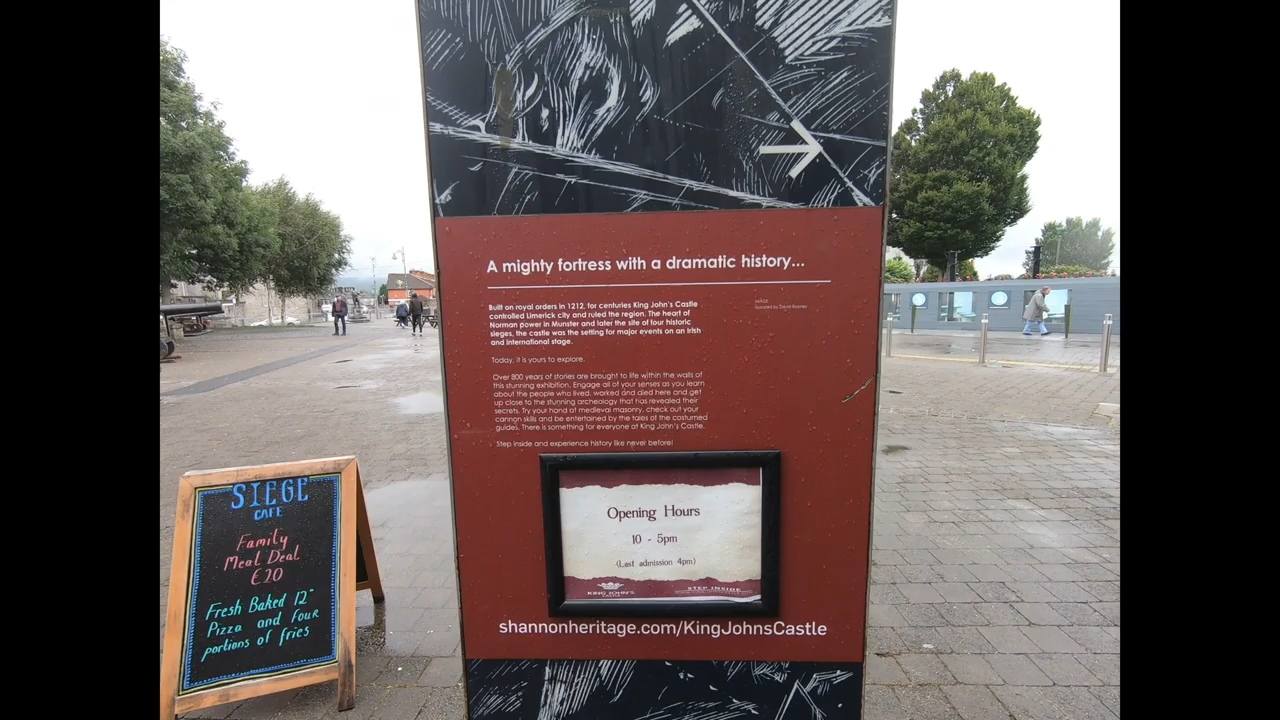 A mighty fortress with a dramatic history...
Built on royal orders in 1212, for centuries King John's Castle
controlled Limerick city and ruled the region. The heart of
Norman power in Munster and later the site of four historic
sieges, the castle was the setting for major events on an Irish
and international stage.
Today, it is yours to explore.
Over 800 years of stories are brought to life within the walls of
this stunning exhibition. Engage all of your senses as you learn
about the people who lived, worked and died here and get
up close to the stunning archeology that has revealed their
secrets. Try your hand at medieval masonry, check out your
cannon skills and be entertained by the tales of the costumed
guides. There is something for everyone at King John's Castle.
Step inside and experience history like never before!
IMAGE
Opening Hours
10 - 5pm
(Last admission 4pm)
KING JOHN'S
CASTLE
STEP INSIDE
shannonheritage.com/KingJohnsCastle
SIEGE
CAFE
Family
Meal Deal
€20
Fresh Baked 12"
Pizza and four
portions of fries